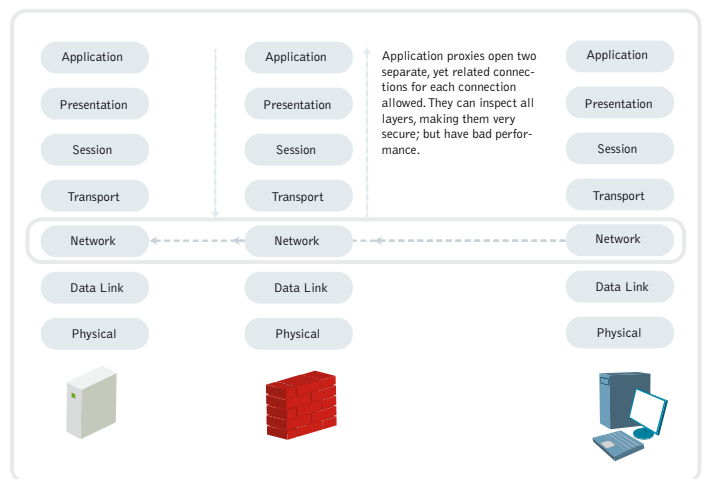 Application
Presentation
Session
Transport
Network
Data Link
Physical
Application
Presentation
Session
Transport
Network
Data Link
Physical
Application proxies open two
separate, yet related connec-
tions for each connection
allowed. They can inspect all
layers, making them very
secure; but have bad perfor-
mance.
Application
Presentation
Session
Transport
Network
Data Link
Physical